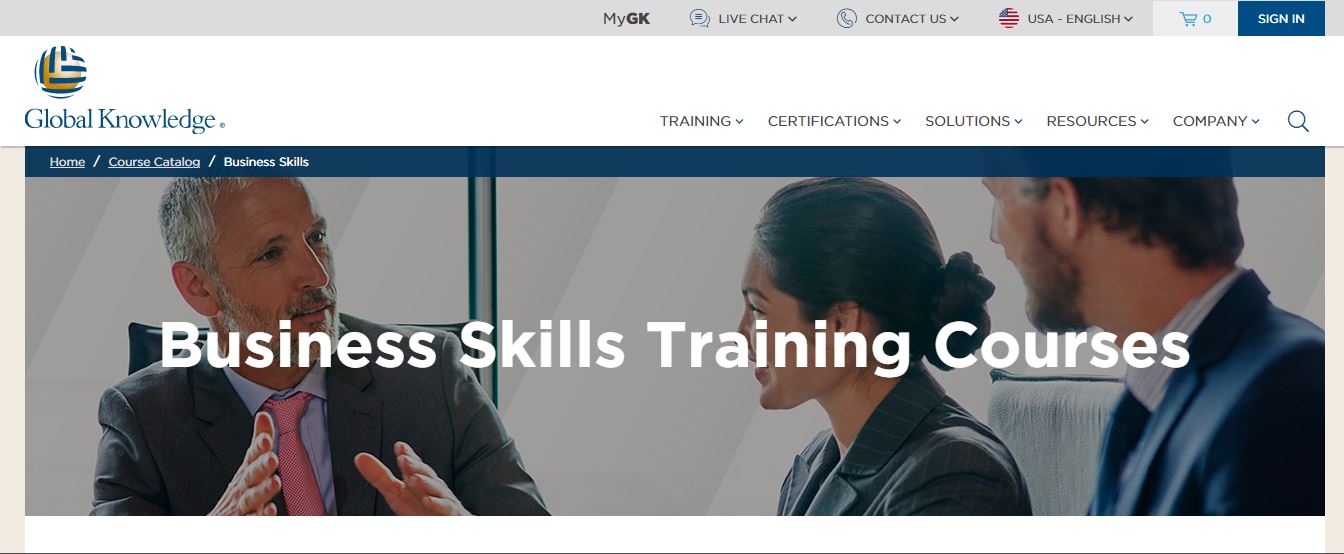 MyGK LIVE CHAT CONTACT US USA - ENGLISH 0 SIGN IN
Global Knowledge ®
TRAINING CERTIFICATIONS SOLUTIONS RESOURCES COMPANY
Home / Course Catalog / Business Skills
Business Skills Training Courses